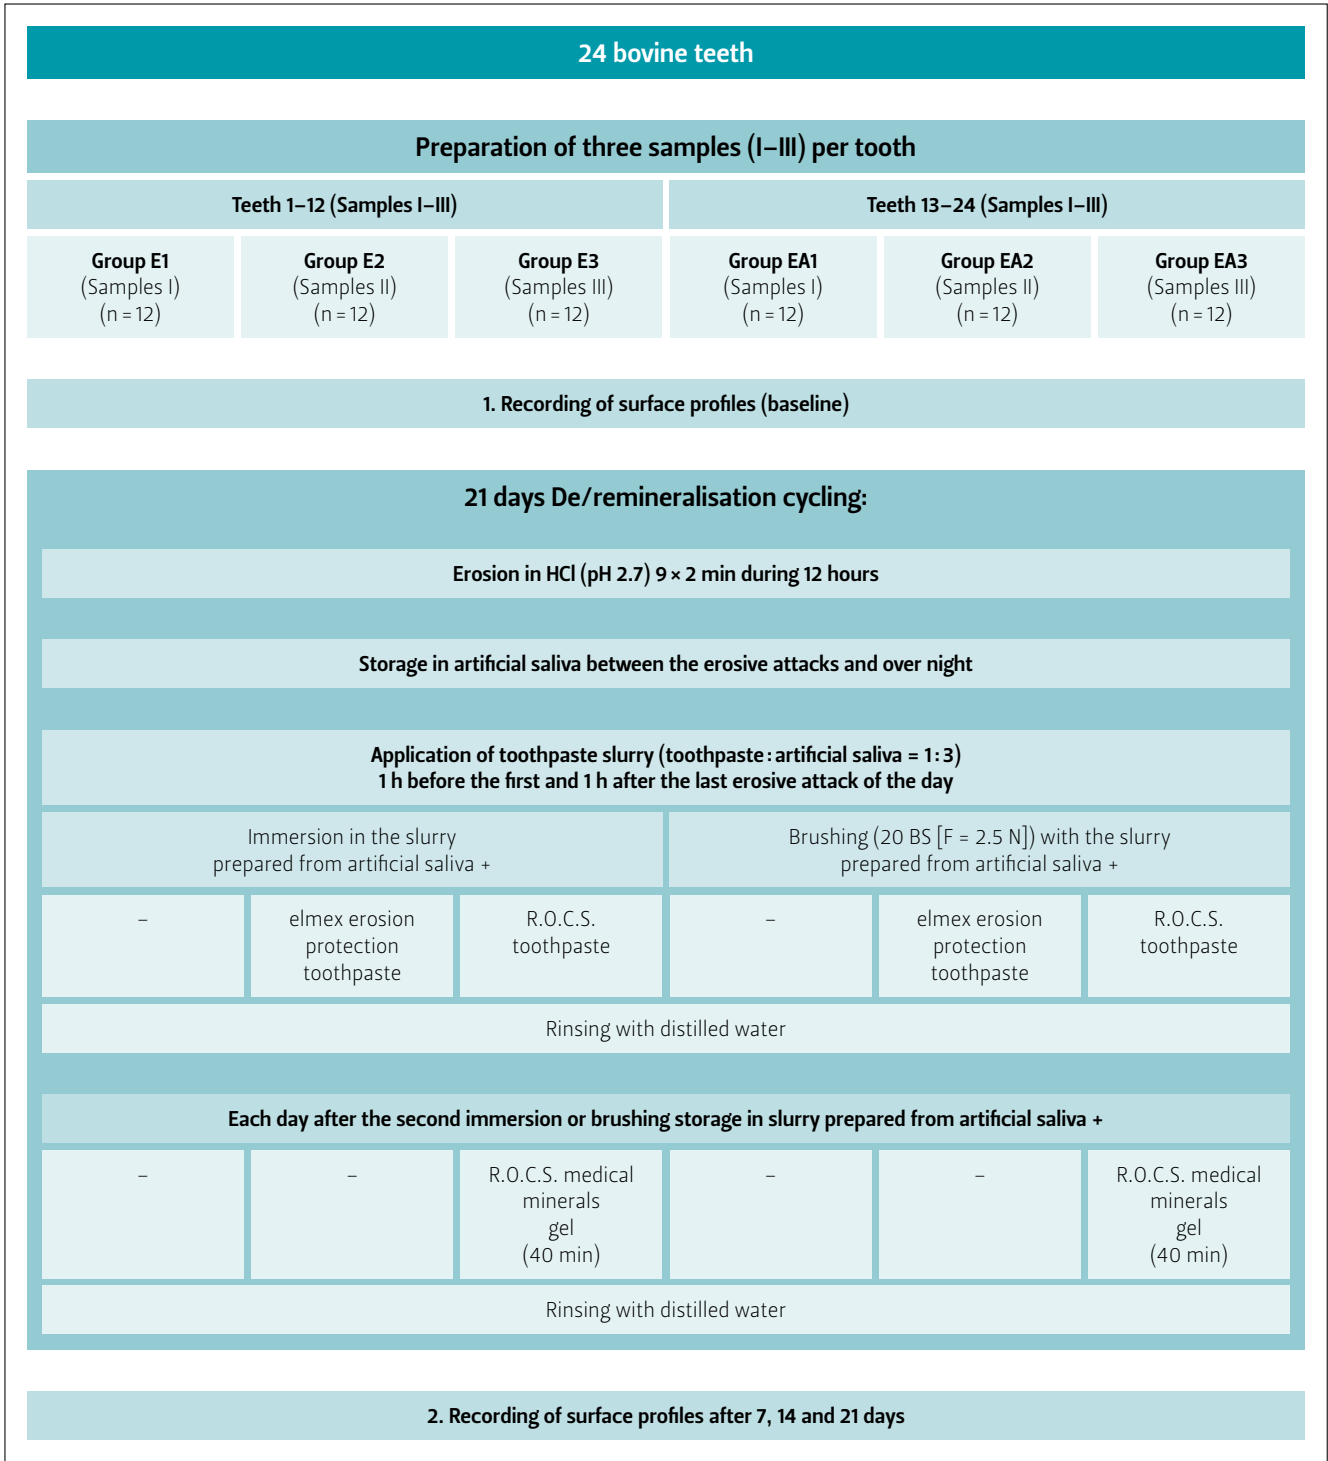 24 bovine teeth
Preparation of three samples (I–III) per tooth
Teeth 1–12 (Samples I–III)
Teeth 13–24 (Samples I–III)
Group E1
(Samples I)
(n = 12)
Group E2
(Samples II)
(n = 12)
Group E3
(Samples III)
(n = 12)
Group EA1
(Samples I)
(n = 12)
Group EA2
(Samples II)
(n = 12)
Group EA3
(Samples III)
(n = 12)
1. Recording of surface profiles (baseline)
21 days De/remineralisation cycling:
Erosion in HCl (pH 2.7) 9 × 2 min during 12 hours
Storage in artificial saliva between the erosive attacks and over night
Application of toothpaste slurry (toothpaste : artificial saliva = 1 : 3)
1 h before the first and 1 h after the last erosive attack of the day
Immersion in the slurry
prepared from artificial saliva +
Brushing (20 BS [F = 2.5 N]) with the slurry
prepared from artificial saliva +
–
elmex erosion
protection
toothpaste
R.O.C.S.
toothpaste
–
elmex erosion
protection
toothpaste
R.O.C.S.
toothpaste
Rinsing with distilled water
Each day after the second immersion or brushing storage in slurry prepared from artificial saliva +
–
–
R.O.C.S. medical
minerals
gel
(40 min)
–
–
R.O.C.S. medical
minerals
gel
(40 min)
Rinsing with distilled water
2. Recording of surface profiles after 7, 14 and 21 days